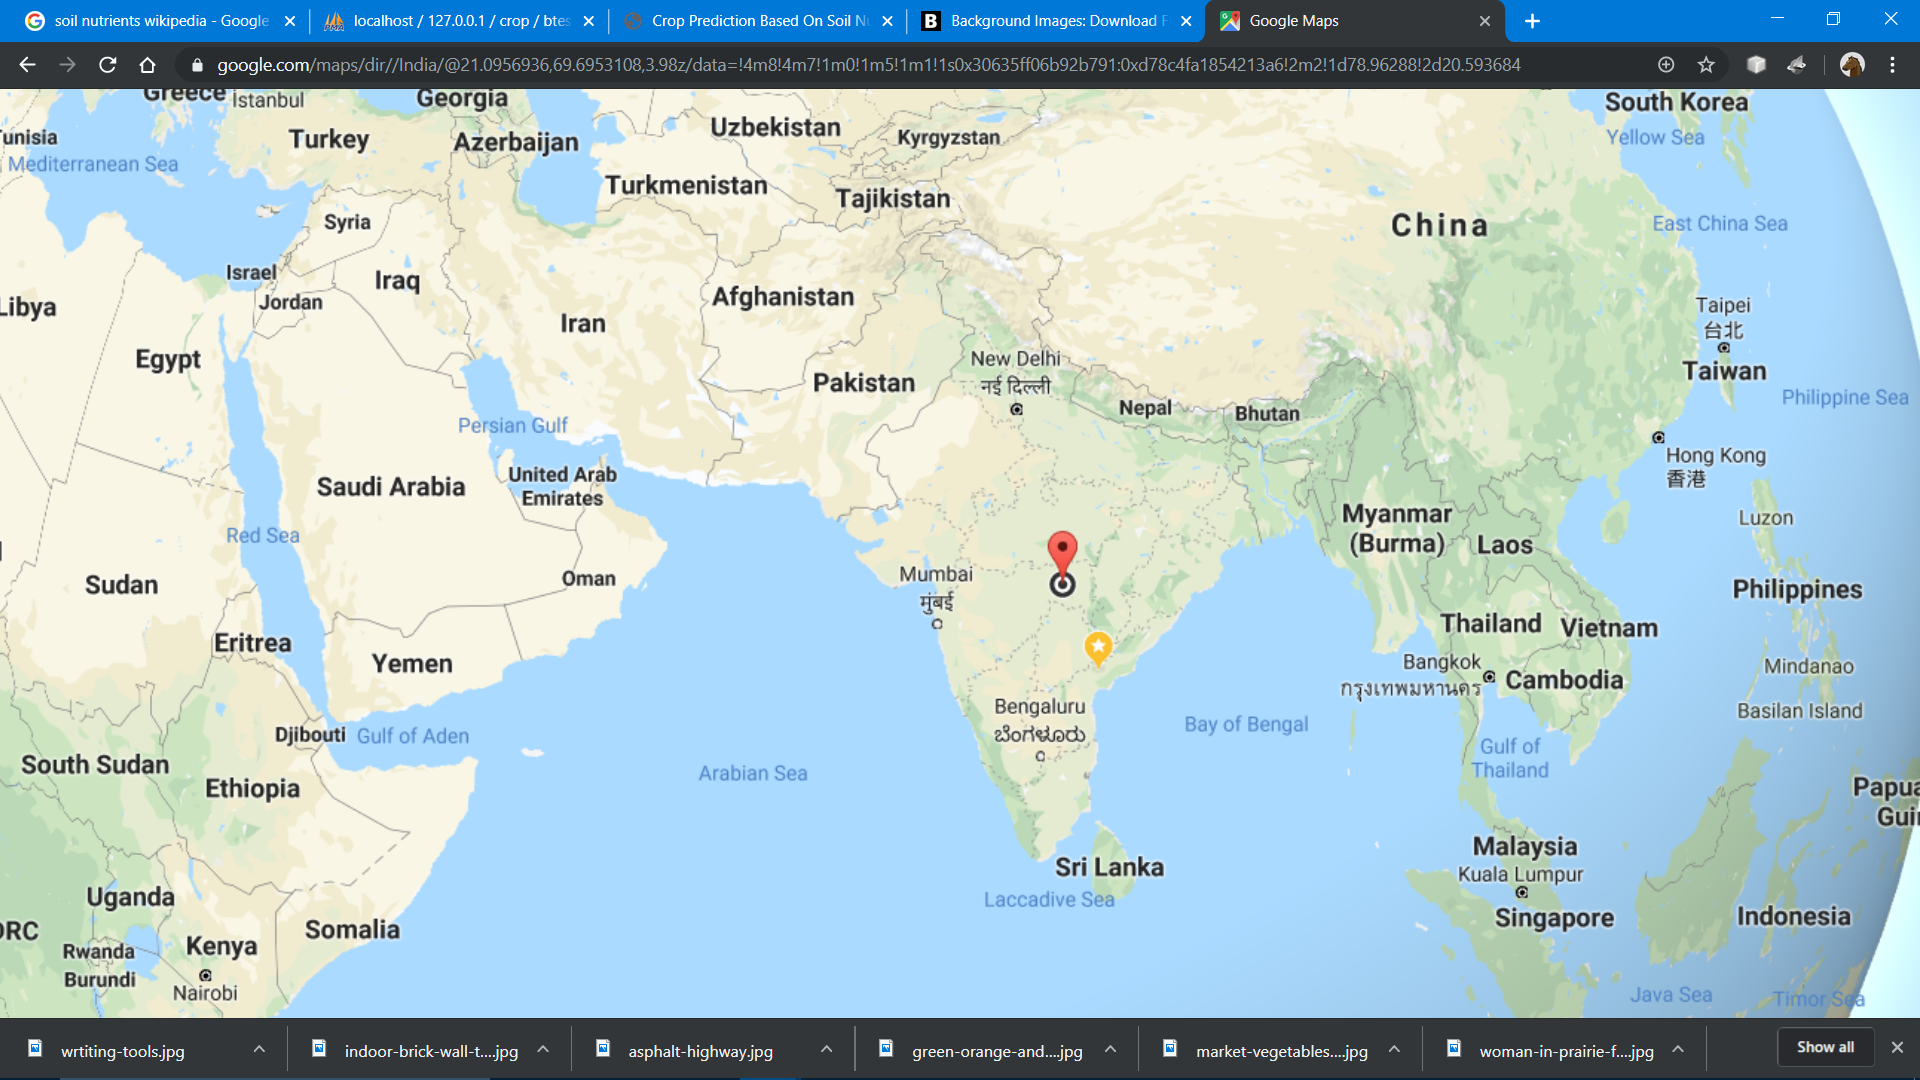 soil nutrients wikipedia - Google
localhost / 127.0.0.1 / crop / btes
Crop Prediction Based On Soil Nu
Background Images: Download F
Google Maps
google.com/maps/dir//India/@21.0956936,69.6953108,3.98z/data=!4m8!4m7!1m0!1m5!1m1!1s0x30635ff06b92b791:0xd78c4fa1854213a6!2m2!1d78.96288!2d20.593684
Greece
Istanbul
Georgia
Uzbekistan
Kyrgyzstan
South Korea
Yellow Sea
unisia
Turkey
Azerbaijan
Mediterranean Sea
Turkmenistan
Tajikistan
Syria
China
East China Sea
Israel
Iraq
Jordan
Afghanistan
Libya
Iran
Taipei
台北
Egypt
New Delhi
नई दिल्ली
Taiwan
Pakistan
Nepal
Bhutan
Philippine Sea
Persian Gulf
Hong Kong
香港
United Arab
Emirates
Saudi Arabia
Luzon
Red Sea
Myanmar
(Burma)
Laos
Mumbai
मुंबई
Oman
Sudan
Philippines
Eritrea
Thailand
Vietnam
Yemen
Bangkok
กรุงเทพมหานคร
Cambodia
Mindanao
Bengaluru
ಬೆಂಗಳೂರು
Basilan Island
Djibouti
Gulf of Aden
Bay of Bengal
Gulf of
Thailand
South Sudan
Arabian Sea
Ethiopia
Papua
Gui
Malaysia
Kuala Lumpur
Sri Lanka
Uganda
Laccadive Sea
Singapore
Indonesia
DRC
Somalia
Rwanda
Kenya
Burundi
Nairobi
Java Sea
Timor Sea
wrtiting-tools.jpg
indoor-brick-wall-t....jpg
asphalt-highway.jpg
green-orange-and....jpg
market-vegetables....jpg
woman-in-prairie-f....jpg
Show all